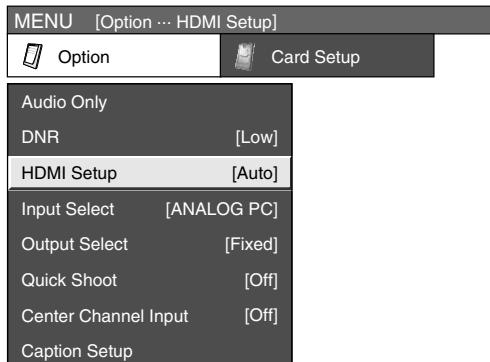 MENU [Option ··· HDMI Setup]
Option Card Setup
Audio Only
DNR [Low]
HDMI Setup [Auto]
Input Select [ANALOG PC]
Output Select [Fixed]
Quick Shoot [Off]
Center Channel Input [Off]
Caption Setup